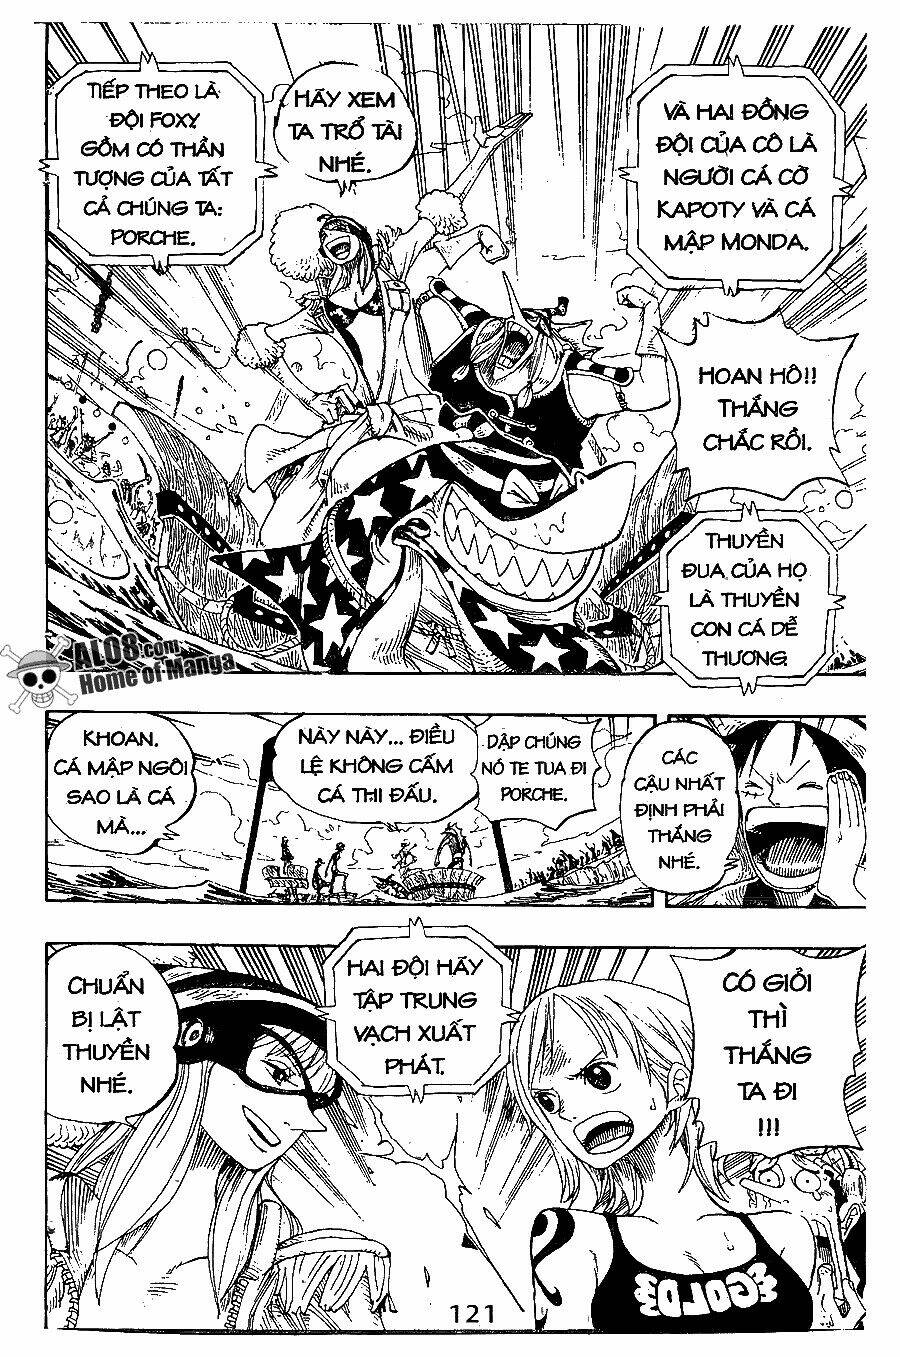 TIẾP THEO LÀ
ĐỘI FOXY
GỒM CÓ THẦN
TƯỢNG CỦA TẤT
CẢ CHÚNG TA:
PORCHE.
HÃY XEM
TA TRỔ TÀI
NHÉ.
VÀ HAI ĐỒNG
ĐỘI CỦA CÔ LÀ
NGƯỜI CÁ CỜ
KAPOTY VÀ CÁ
MẬP MONDA.
HOAN HÔ!!
THẮNG
CHẮC RỒI.
THUYỀN
ĐUA CỦA HỌ
LÀ THUYỀN
CON CÁ DỄ
THƯƠNG.
ALO8.com
Home of Manga
KHOAN.
CÁ MẬP NGÔI
SAO LÀ CÁ
MÀ...
NÀY NÀY... ĐIỀU
LỆ KHÔNG CẤM
CÁ THI ĐẤU.
DẬP CHÚNG
NÓ TE TUA ĐI
PORCHE.
CÁC
CẬU NHẤT
ĐỊNH PHẢI
THẮNG
NHÉ.
CHUẨN
BỊ LẬT
THUYỀN
NHÉ.
HAI ĐỘI HÃY
TẬP TRUNG
VẠCH XUẤT
PHÁT.
CÓ GIỎI
THÌ
THẮNG
TA ĐI
!!!
GOLD
121